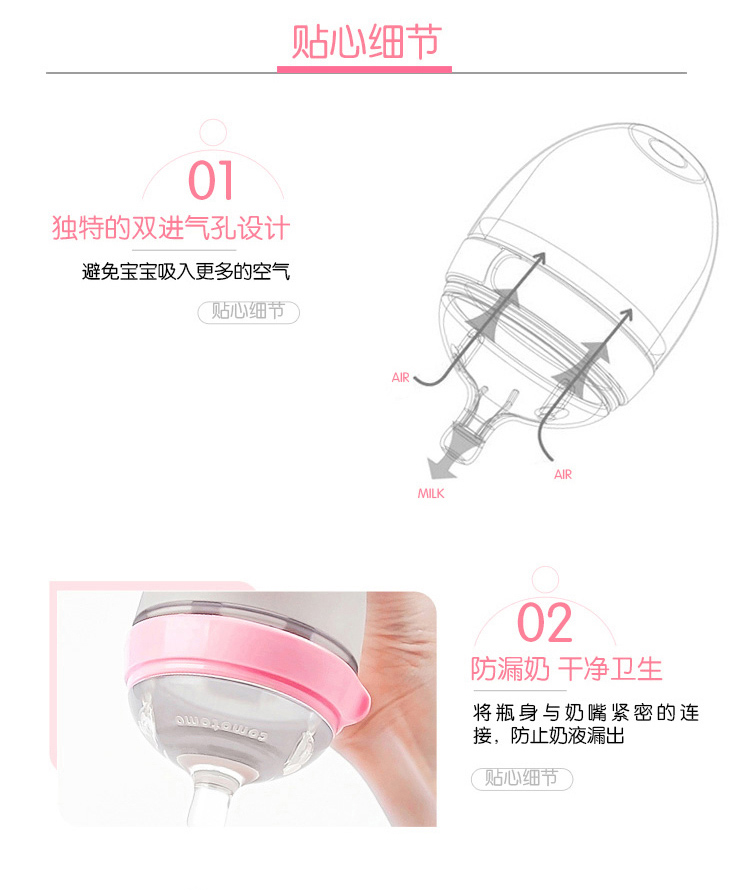 贴心细节
01
独特的双进气孔设计
避免宝宝吸入更多的空气
贴心细节
AIR
AIR
MILK
02
防漏奶 干净卫生
将瓶身与奶嘴紧密的连
接，防止奶液漏出
贴心细节
comotomo